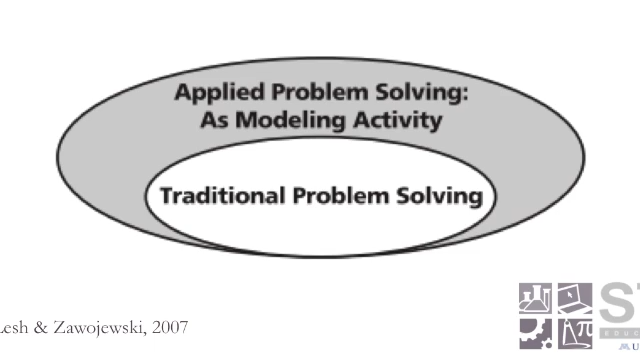 Applied Problem Solving:
As Modeling Activity
Traditional Problem Solving
Lesh & Zawojewski, 2007
π